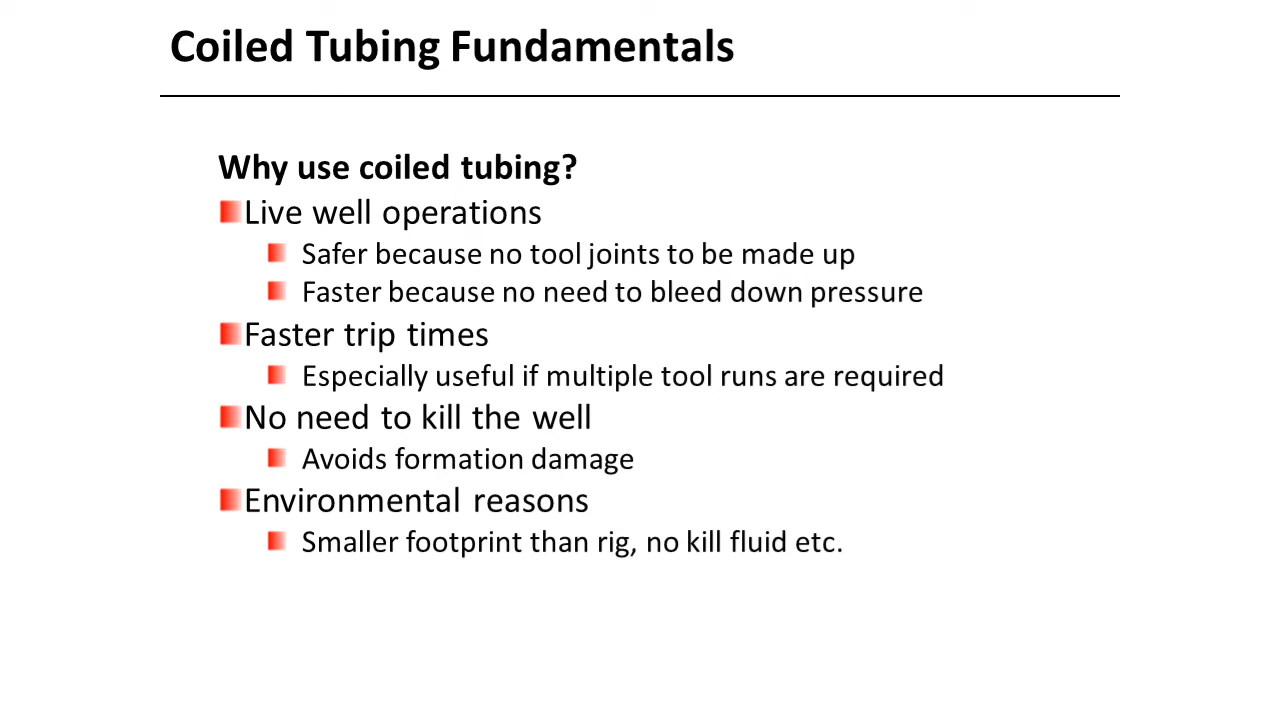 Coiled Tubing Fundamentals
Why use coiled tubing?
Live well operations
Safer because no tool joints to be made up
Faster because no need to bleed down pressure
Faster trip times
Especially useful if multiple tool runs are required
No need to kill the well
Avoids formation damage
Environmental reasons
Smaller footprint than rig, no kill fluid etc.